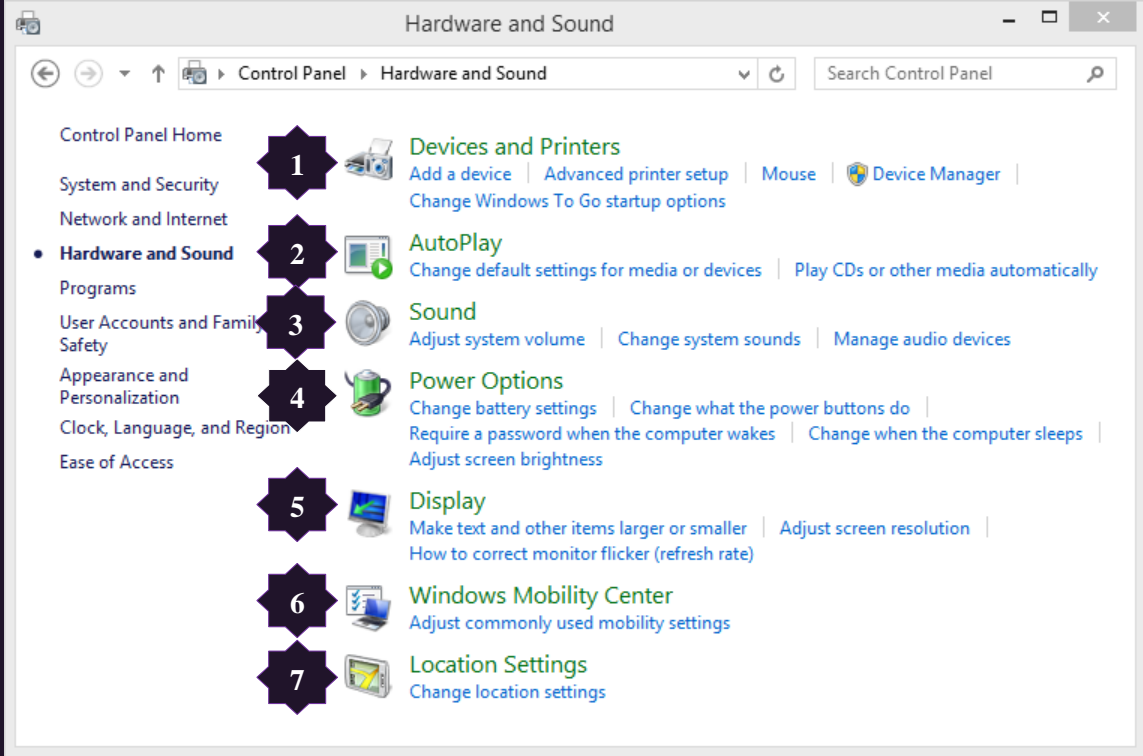 Hardware and Sound
Control Panel Hardware and Sound
Search Control Panel
Control Panel Home
System and Security
Network and Internet
Hardware and Sound
Programs
User Accounts and Family
Safety
Appearance and
Personalization
Clock, Language, and Region
Ease of Access
1
Devices and Printers
Add a device Advanced printer setup Mouse Device Manager
Change Windows To Go startup options
2
AutoPlay
Change default settings for media or devices Play CDs or other media automatically
3
Sound
Adjust system volume Change system sounds Manage audio devices
4
Power Options
Change battery settings Change what the power buttons do
Require a password when the computer wakes Change when the computer sleeps
Adjust screen brightness
5
Display
Make text and other items larger or smaller Adjust screen resolution
How to correct monitor flicker (refresh rate)
6
Windows Mobility Center
Adjust commonly used mobility settings
7
Location Settings
Change location settings